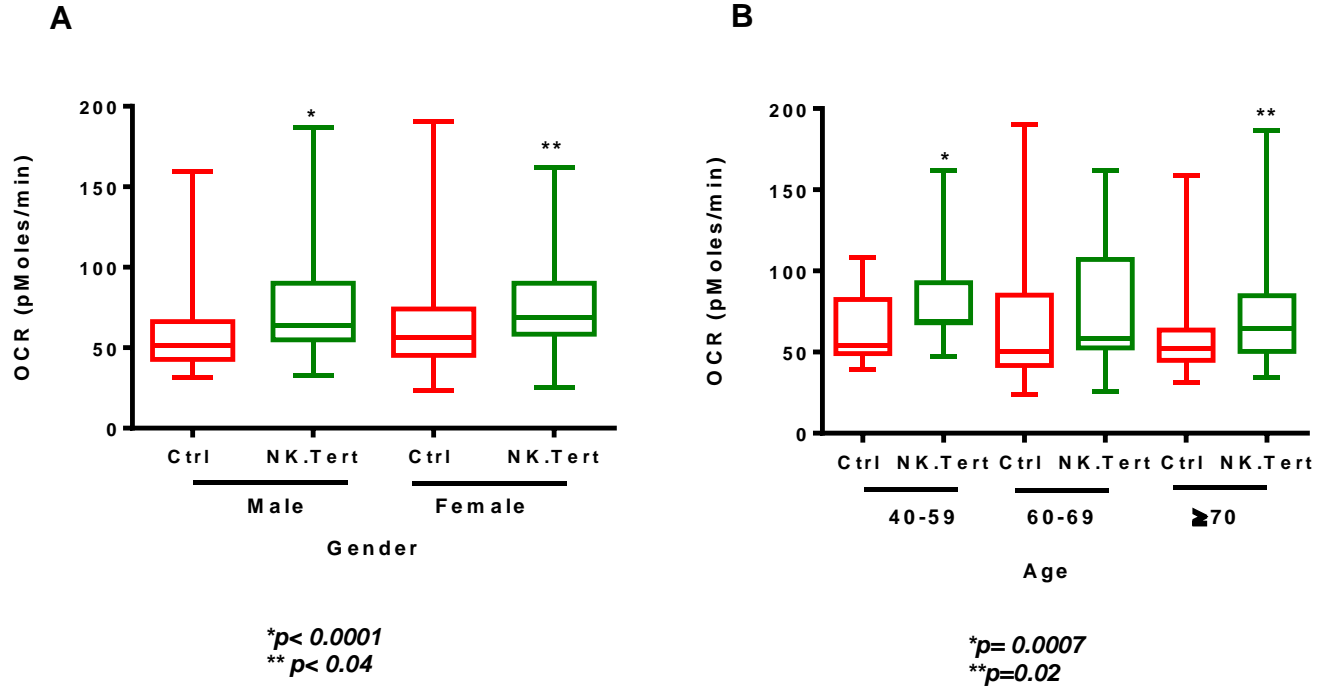 A
OCR (pMoles/min)
200
150
100
50
0
*
**
Ctrl NK.Tert Ctrl NK.Tert
Male Female
Gender
*p< 0.0001
** p< 0.04
B
OCR (pMoles/min)
200
150
100
50
0
*
**
Ctrl NK.Tert Ctrl NK.Tert Ctrl NK.Tert
40-59 60-69 ≥70
Age
*p= 0.0007
**p=0.02